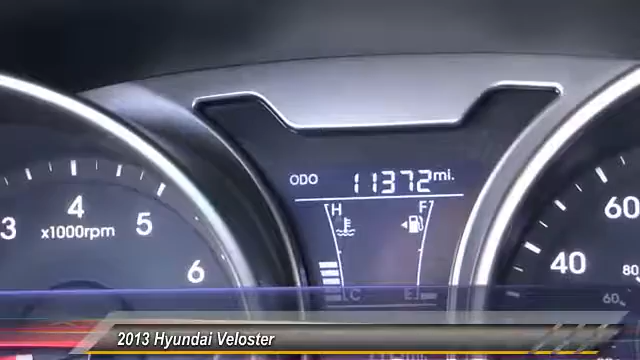 ODO 11372 mi.
H F
3 4 5 6
x1000rpm
60
40
80
60
C E
2013 Hyundai Veloster